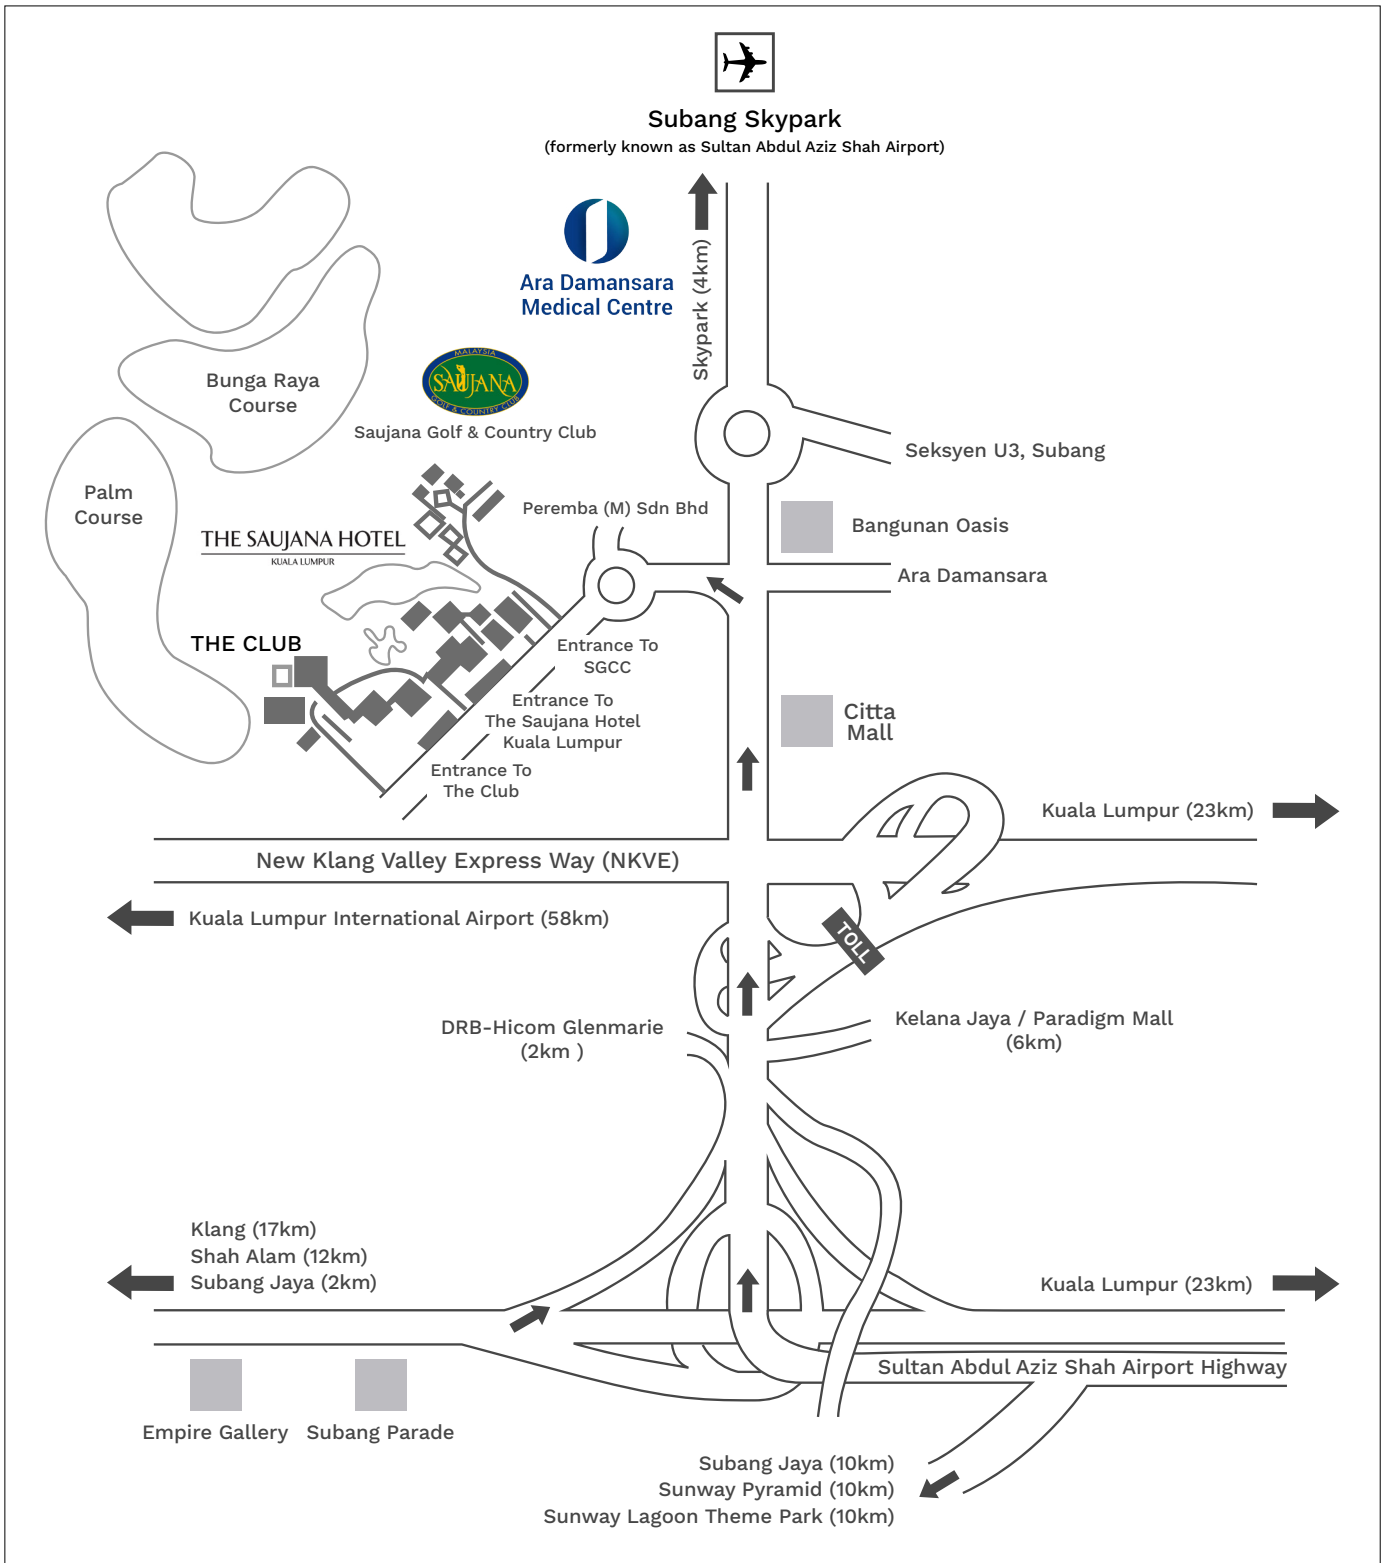 Subang Skypark
(formerly known as Sultan Abdul Aziz Shah Airport)
Skypark (4km)
Ara Damansara
Medical Centre
MALAYSIA
SAUJANA
GOLF & COUNTRY CLUB
Saujana Golf & Country Club
Bunga Raya
Course
Palm
Course
Seksyen U3, Subang
Peremba (M) Sdn Bhd
Bangunan Oasis
THE SAUJANA HOTEL
KUALA LUMPUR
Ara Damansara
THE CLUB
Entrance To
SGCC
Entrance To
The Saujana Hotel
Kuala Lumpur
Citta
Mall
Entrance To
The Club
Kuala Lumpur (23km)
New Klang Valley Express Way (NKVE)
Kuala Lumpur International Airport (58km)
TOLL
DRB-Hicom Glenmarie
(2km )
Kelana Jaya / Paradigm Mall
(6km)
Klang (17km)
Shah Alam (12km)
Subang Jaya (2km)
Kuala Lumpur (23km)
Sultan Abdul Aziz Shah Airport Highway
Empire Gallery
Subang Parade
Subang Jaya (10km)
Sunway Pyramid (10km)
Sunway Lagoon Theme Park (10km)